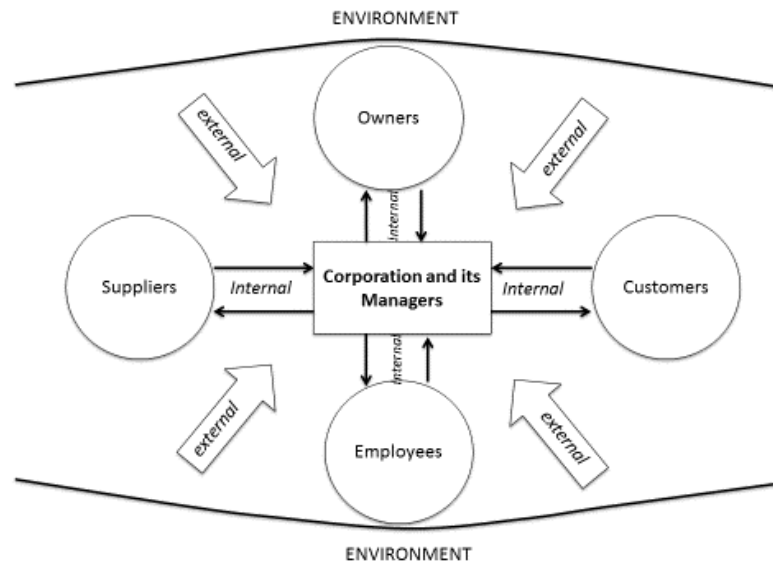 ENVIRONMENT
external
Owners
external
Internal
Suppliers
Internal
Corporation and its
Managers
Internal
Customers
Internal
external
Employees
external
ENVIRONMENT